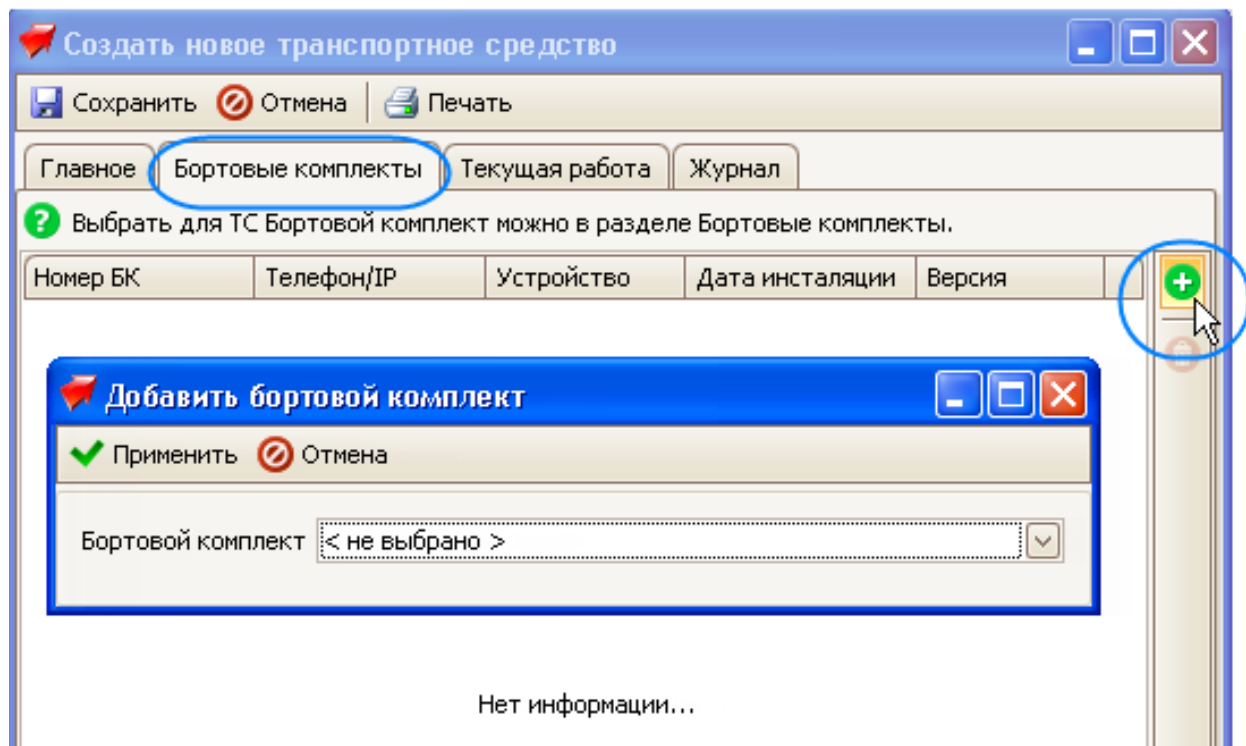 Создать новое транспортное средство
Сохранить Отмена Печать
Главное Бортовые комплекты Текущая работа Журнал
Выбрать для ТС Бортовой комплект можно в разделе Бортовые комплекты.
Номер БК Телефон/IP Устройство Дата инсталяции Версия
Добавить бортовой комплект
Применить Отмена
Бортовой комплект < не выбрано >
Нет информации...